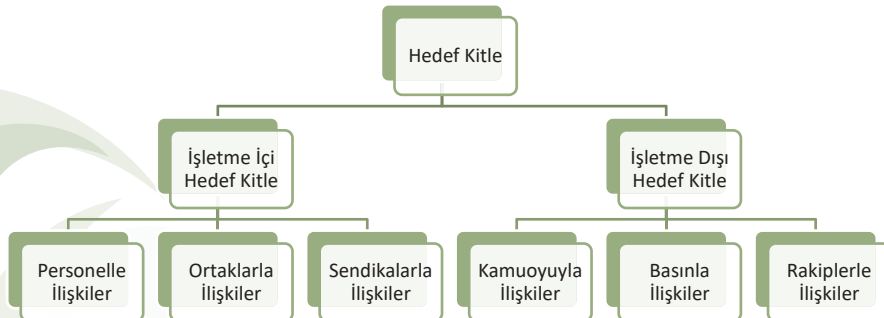 Hedef Kitle
İşletme İçi
Hedef Kitle
İşletme Dışı
Hedef Kitle
Personelle
İlişkiler
Ortaklarla
İlişkiler
Sendikalarla
İlişkiler
Kamuoyuyla
İlişkiler
Basınla
İlişkiler
Rakiplerle
İlişkiler